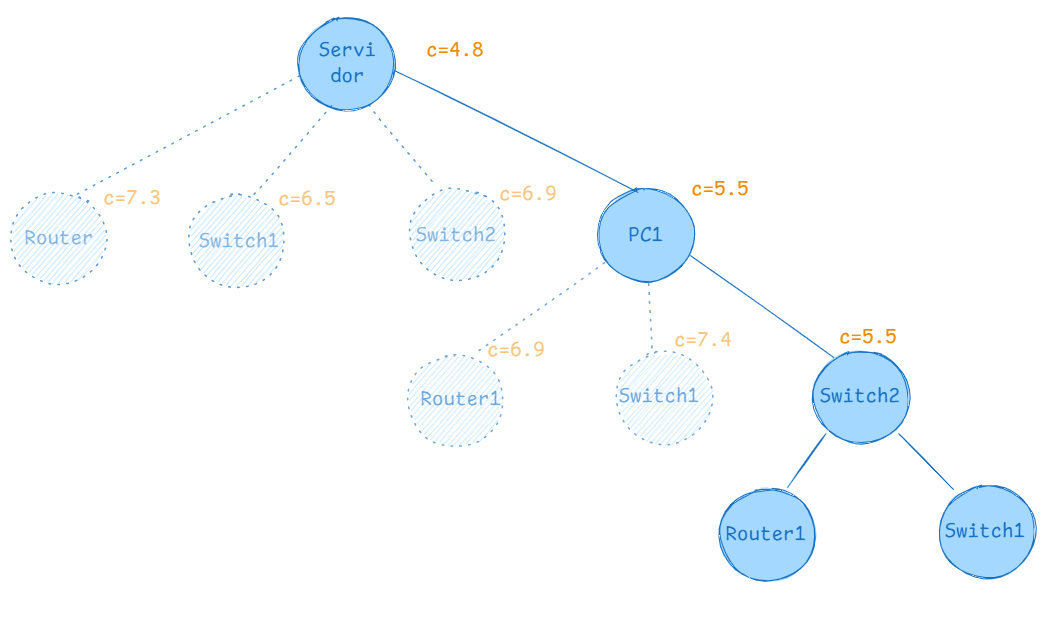 Servi
dor
c=4.8
c=7.3
c=6.5
c=6.9
c=5.5
Router
Switch1
Switch2
PC1
c=6.9
c=7.4
c=5.5
Router1
Switch1
Switch2
Router1
Switch1